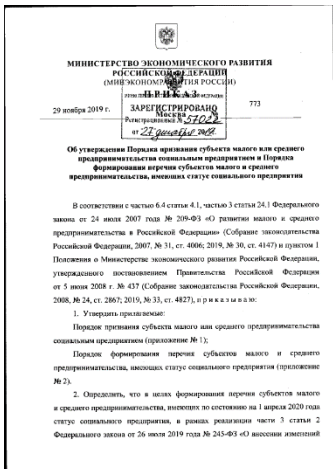 МИНИСТЕРСТВО ЭКОНОМИЧЕСКОГО РАЗВИТИЯ
РОССИЙСКОЙ ФЕДЕРАЦИИ
(МИНЭКОНОМРАЗВИТИЯ РОССИИ)
ПРИКАЗ
ЗАРЕГИСТРИРОВАНО
29 ноября 2019 г.
Москва
773
Регистрационный № 57022
от 27 декабря 2019
Об утверждении Порядка признания субъекта малого или среднего
предпринимательства социальным предприятием и Порядка
формирования перечня субъектов малого и среднего
предпринимательства, имеющих статус социального предприятия
В соответствии с частью 6.4 статьи 4.1, частью 3 статьи 24.1 Федерального
закона от 24 июля 2007 года № 209-ФЗ «О развитии малого и среднего
предпринимательства в Российской Федерации» (Собрание законодательства
Российской Федерации, 2007, № 31, ст. 4006; 2019, № 30, ст. 4147) и пунктом 1
Положения о Министерстве экономического развития Российской Федерации,
утвержденного постановлением Правительства Российской Федерации
от 5 июня 2008 г. № 437 (Собрание законодательства Российской Федерации,
2008, № 24, ст. 2867; 2019, № 33, ст. 4827), п р и к а з ы в а ю:
1. Утвердить прилагаемые:
Порядок признания субъекта малого или среднего предпринимательства
социальным предприятием (приложение № 1);
Порядок формирования перечня субъектов малого и среднего
предпринимательства, имеющих статус социального предприятия (приложение
№ 2).
2. Определить, что в целях формирования перечня субъектов малого
и среднего предпринимательства, имеющих по состоянию на 1 апреля 2020 года
статус социального предприятия, в рамках реализации части 3 статьи 2
Федерального закона от 26 июля 2019 года № 245-ФЗ «О внесении изменений